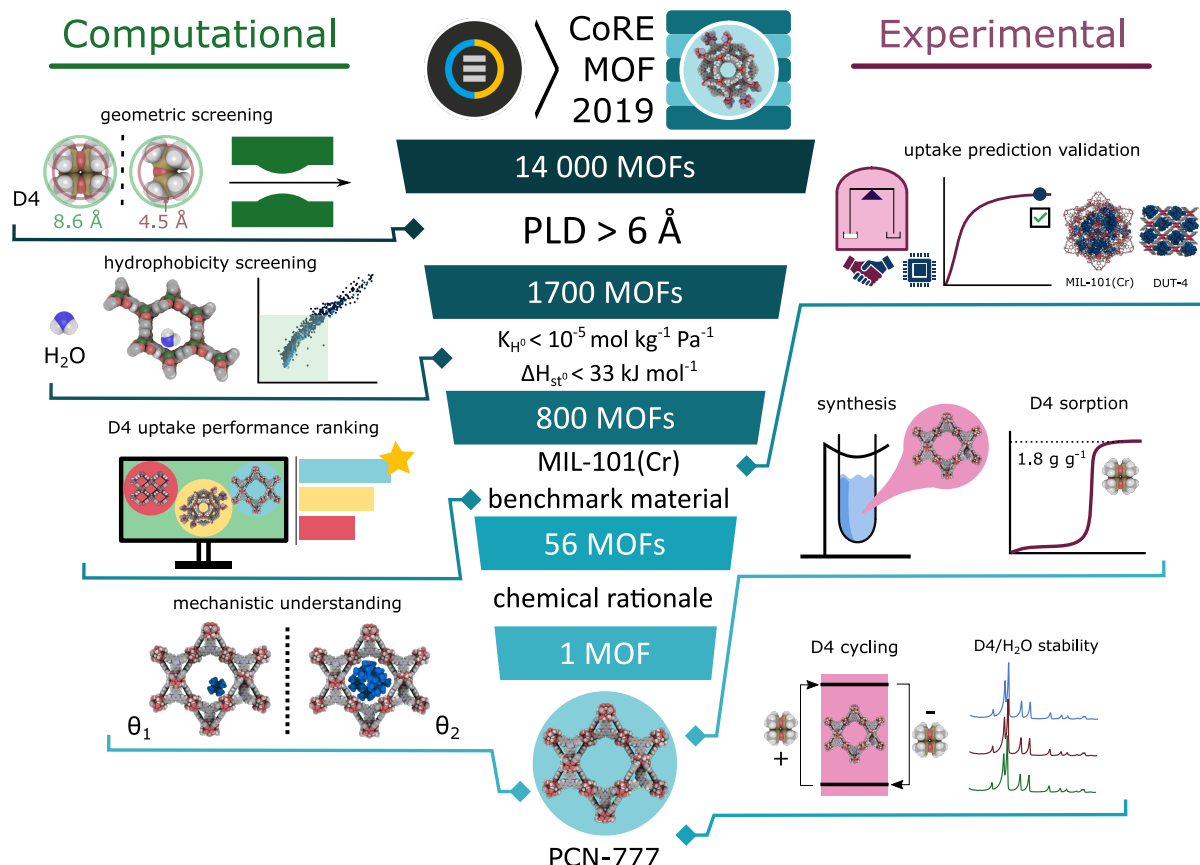 Computational
CoRE
MOF
2019
Experimental
geometric screening
D4
8.6 Å
4.5 Å
14 000 MOFs
uptake prediction validation
MIL-101(Cr)
DUT-4
PLD > 6 Å
hydrophobicity screening
H₂O
1700 MOFs
K_H⁰ < 10⁻⁵ mol kg⁻¹ Pa⁻¹
ΔH_st⁰ < 33 kJ mol⁻¹
800 MOFs
D4 uptake performance ranking
MIL-101(Cr)
benchmark material
synthesis
D4 sorption
1.8 g g⁻¹
56 MOFs
chemical rationale
mechanistic understanding
θ₁
θ₂
1 MOF
D4 cycling
+
-
D4/H₂O stability
PCN-777